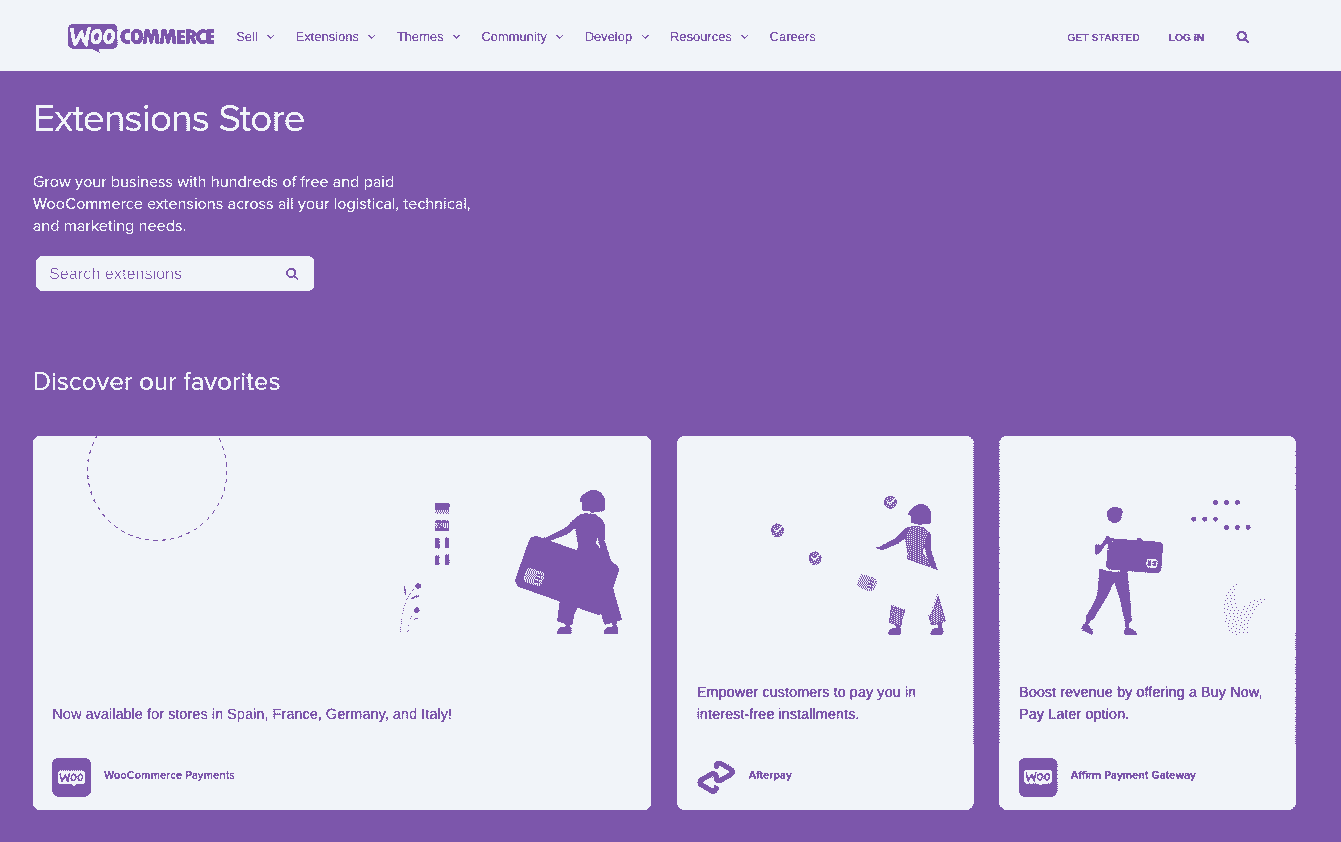 WOO COMMERCE Sell Extensions Themes Community Develop Resources Careers GET STARTED LOG IN
Extensions Store
Grow your business with hundreds of free and paid
WooCommerce extensions across all your logistical, technical,
and marketing needs.
Search extensions
Discover our favorites
Now available for stores in Spain, France, Germany, and Italy!
WOO WooCommerce Payments
Empower customers to pay you in
interest-free installments.
Afterpay
Boost revenue by offering a Buy Now,
Pay Later option.
WOO Affirm Payment Gateway